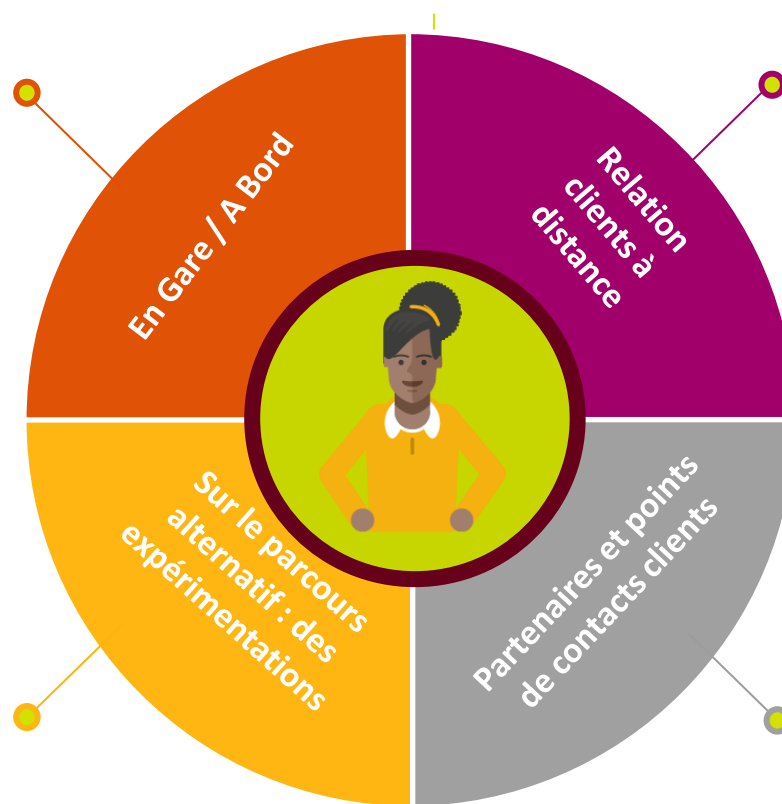 En Gare / A Bord
Relation
clients à
distance
Sur le parcours
alternatif : des
expérimentations
Partenaires et points
de contacts clients